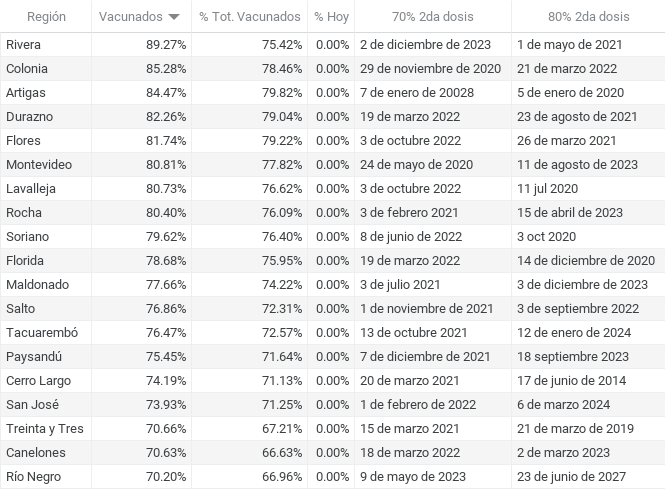 Región Vacunados % Tot. Vacunados % Hoy 70% 2da dosis 80% 2da dosis
Rivera 89.27% 75.42% 0.00% 2 de diciembre de 2023 1 de mayo de 2021
Colonia 85.28% 78.46% 0.00% 29 de noviembre de 2020 21 de marzo 2022
Artigas 84.47% 79.82% 0.00% 7 de enero de 20028 5 de enero de 2020
Durazno 82.26% 79.04% 0.00% 19 de marzo 2022 23 de agosto de 2021
Flores 81.74% 79.22% 0.00% 3 de octubre 2022 26 de marzo 2021
Montevideo 80.81% 77.82% 0.00% 24 de mayo de 2020 11 de agosto de 2023
Lavalleja 80.73% 76.62% 0.00% 3 de octubre 2022 11 jul 2020
Rocha 80.40% 76.09% 0.00% 3 de febrero 2021 15 de abril de 2023
Soriano 79.62% 76.40% 0.00% 8 de junio de 2022 3 oct 2020
Florida 78.68% 75.95% 0.00% 19 de marzo 2022 14 de diciembre de 2020
Maldonado 77.66% 74.22% 0.00% 3 de julio 2021 3 de diciembre de 2023
Salto 76.86% 72.31% 0.00% 1 de noviembre de 2021 3 de septiembre 2022
Tacuarembó 76.47% 72.57% 0.00% 13 de octubre 2021 12 de enero de 2024
Paysandú 75.45% 71.64% 0.00% 7 de diciembre de 2021 18 septiembre 2023
Cerro Largo 74.19% 71.13% 0.00% 20 de marzo 2021 17 de junio de 2014
San José 73.93% 71.25% 0.00% 1 de febrero de 2022 6 de marzo 2024
Treinta y Tres 70.66% 67.21% 0.00% 15 de marzo 2021 21 de marzo de 2019
Canelones 70.63% 66.63% 0.00% 18 de marzo 2022 2 de marzo 2023
Río Negro 70.20% 66.96% 0.00% 9 de mayo de 2023 23 de junio de 2027